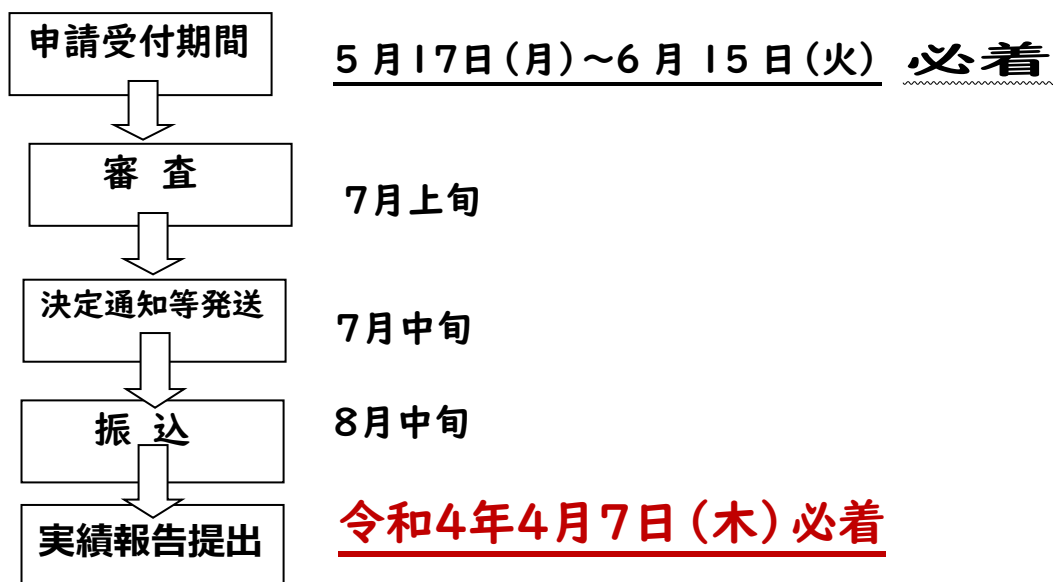 申請受付期間
5月17日(月)~6月15日(火) 必着
審 査
7月上旬
決定通知等発送
7月中旬
振 込
8月中旬
実績報告提出
令和4年4月7日(木)必着